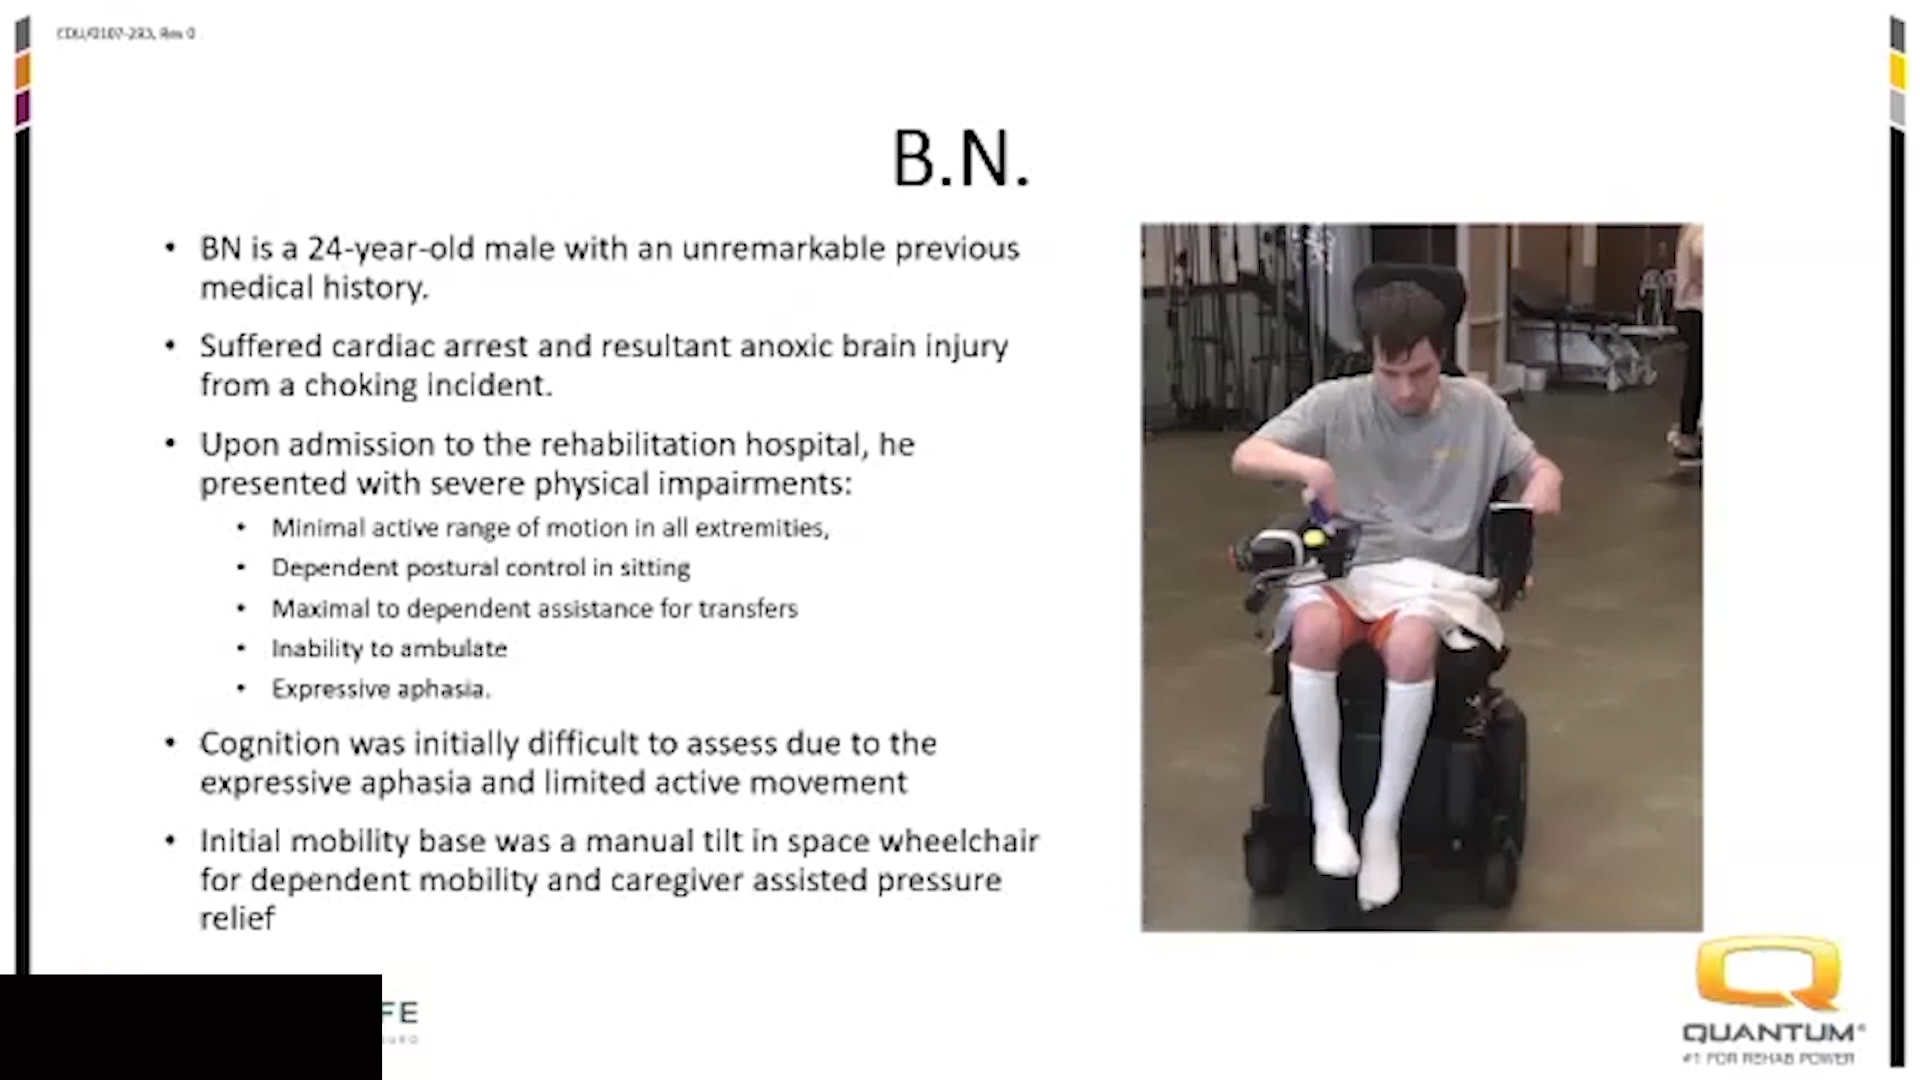 B.N.
• BN is a 24-year-old male with an unremarkable previous
medical history.
• Suffered cardiac arrest and resultant anoxic brain injury
from a choking incident.
• Upon admission to the rehabilitation hospital, he
presented with severe physical impairments:
• Minimal active range of motion in all extremities,
• Dependent postural control in sitting
• Maximal to dependent assistance for transfers
• Inability to ambulate
• Expressive aphasia.
• Cognition was initially difficult to assess due to the
expressive aphasia and limited active movement
• Initial mobility base was a manual tilt in space wheelchair
for dependent mobility and caregiver assisted pressure
relief
FE
QUANTUM®
#1 FOR REHAB POWER